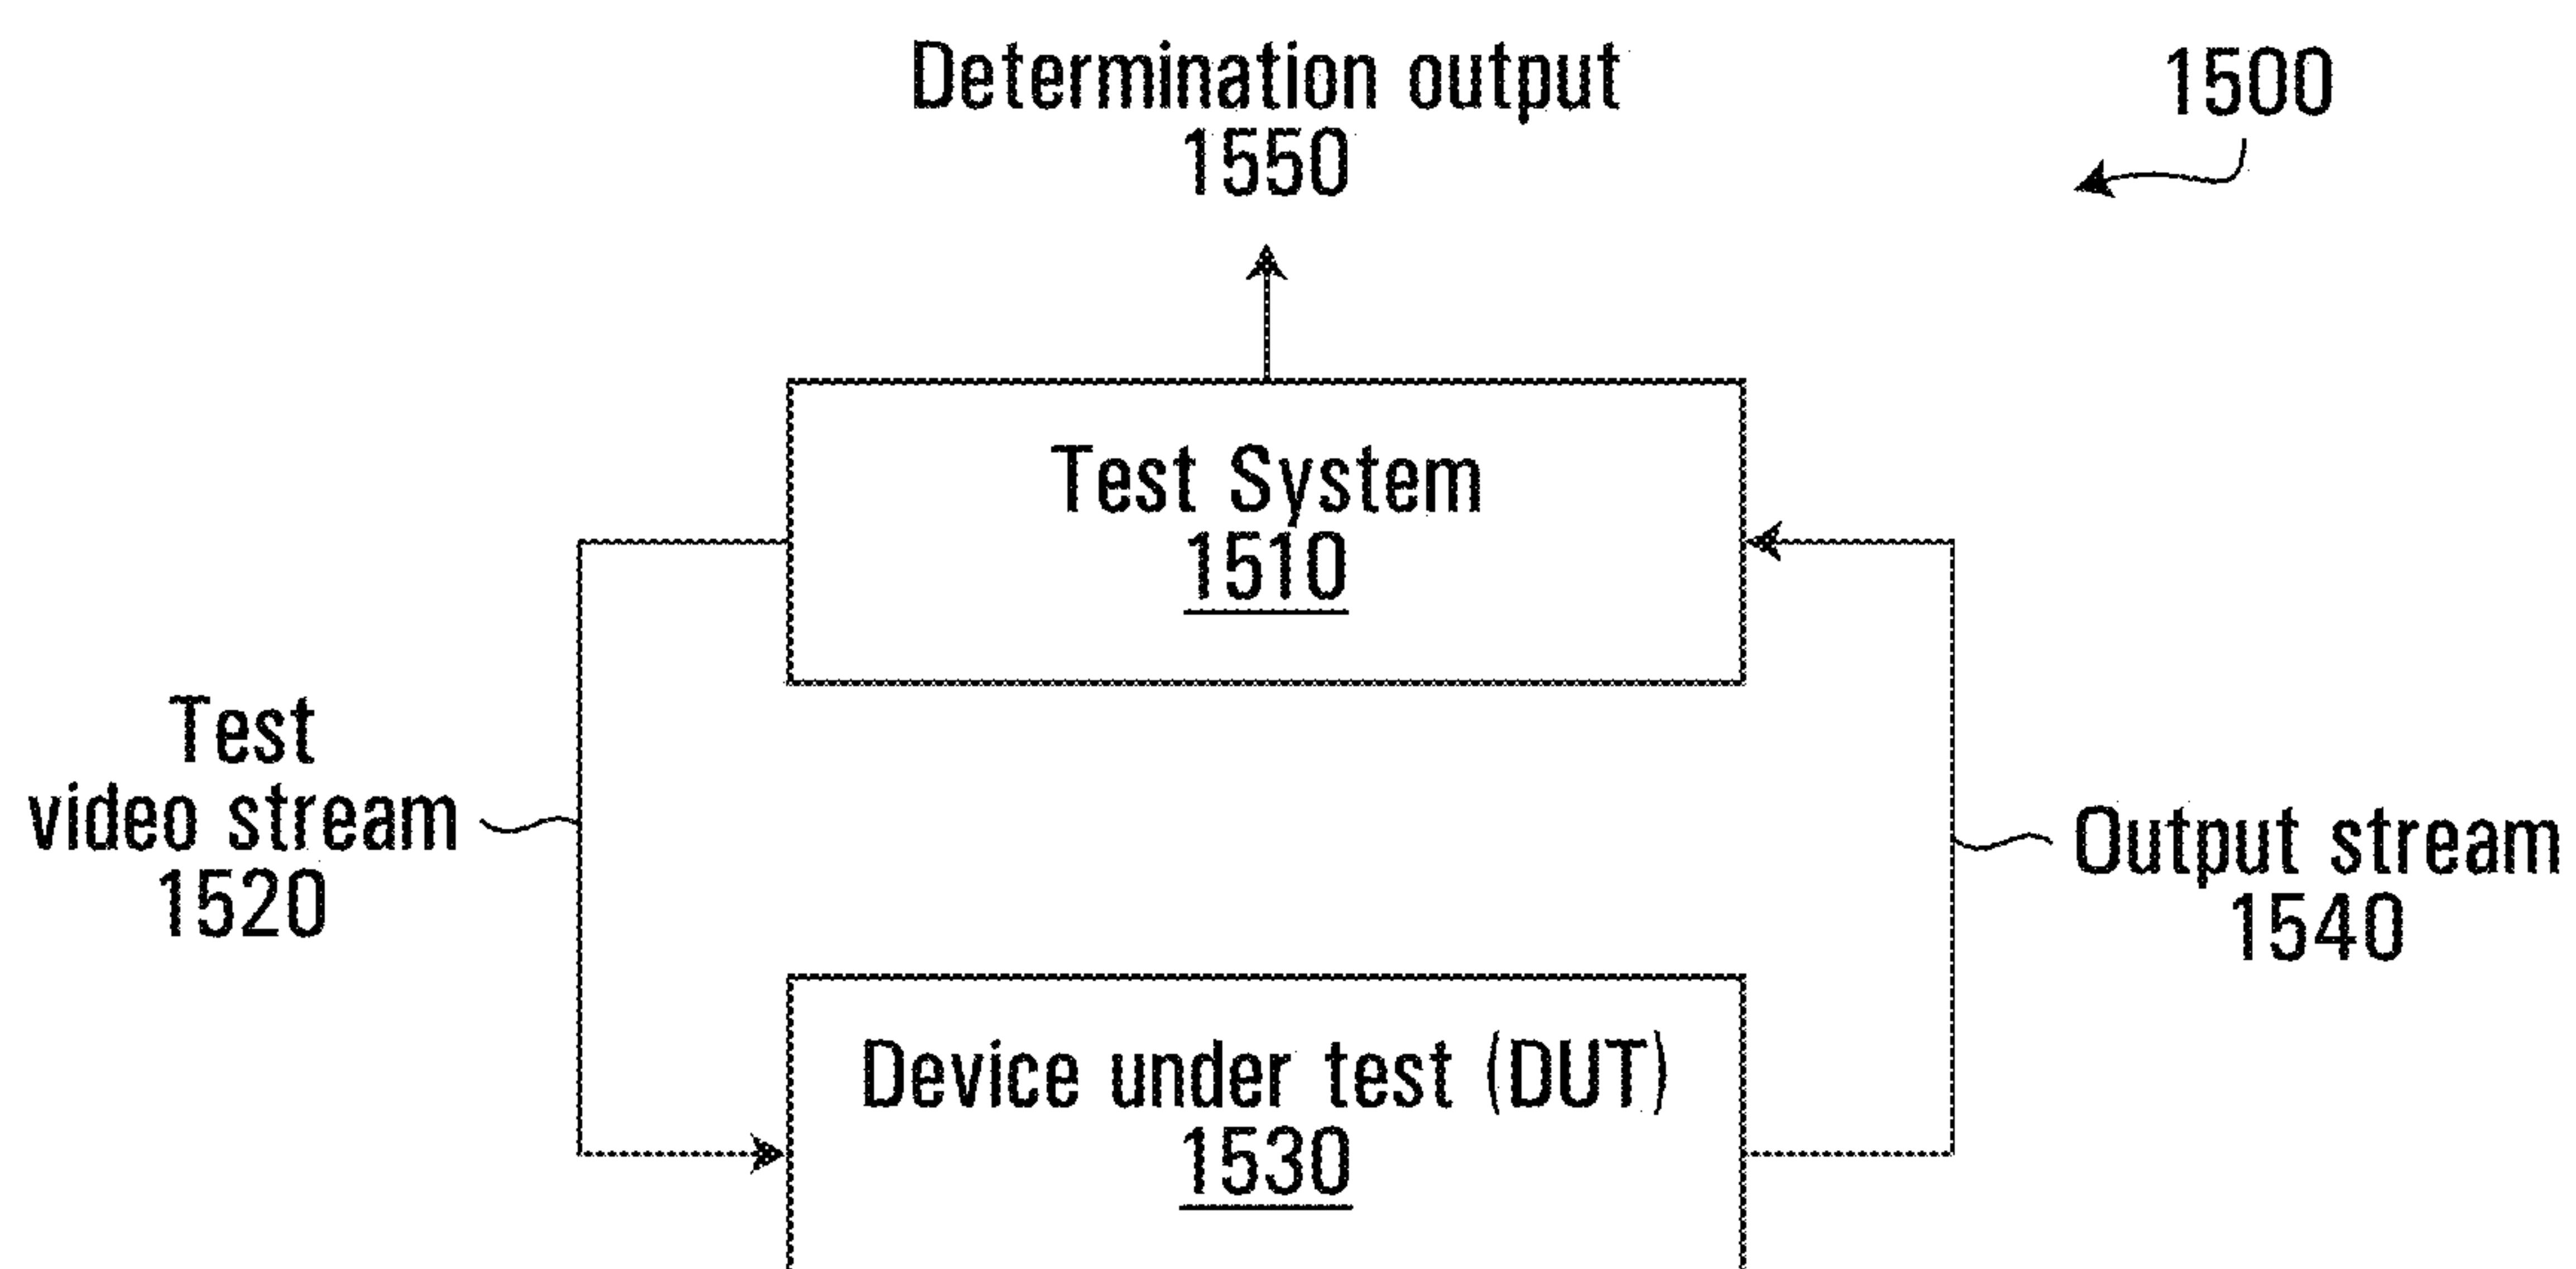 Determination output
1550
1500
Test System
1510
Test
video stream
1520
Output stream
1540
Device under test (DUT)
1530